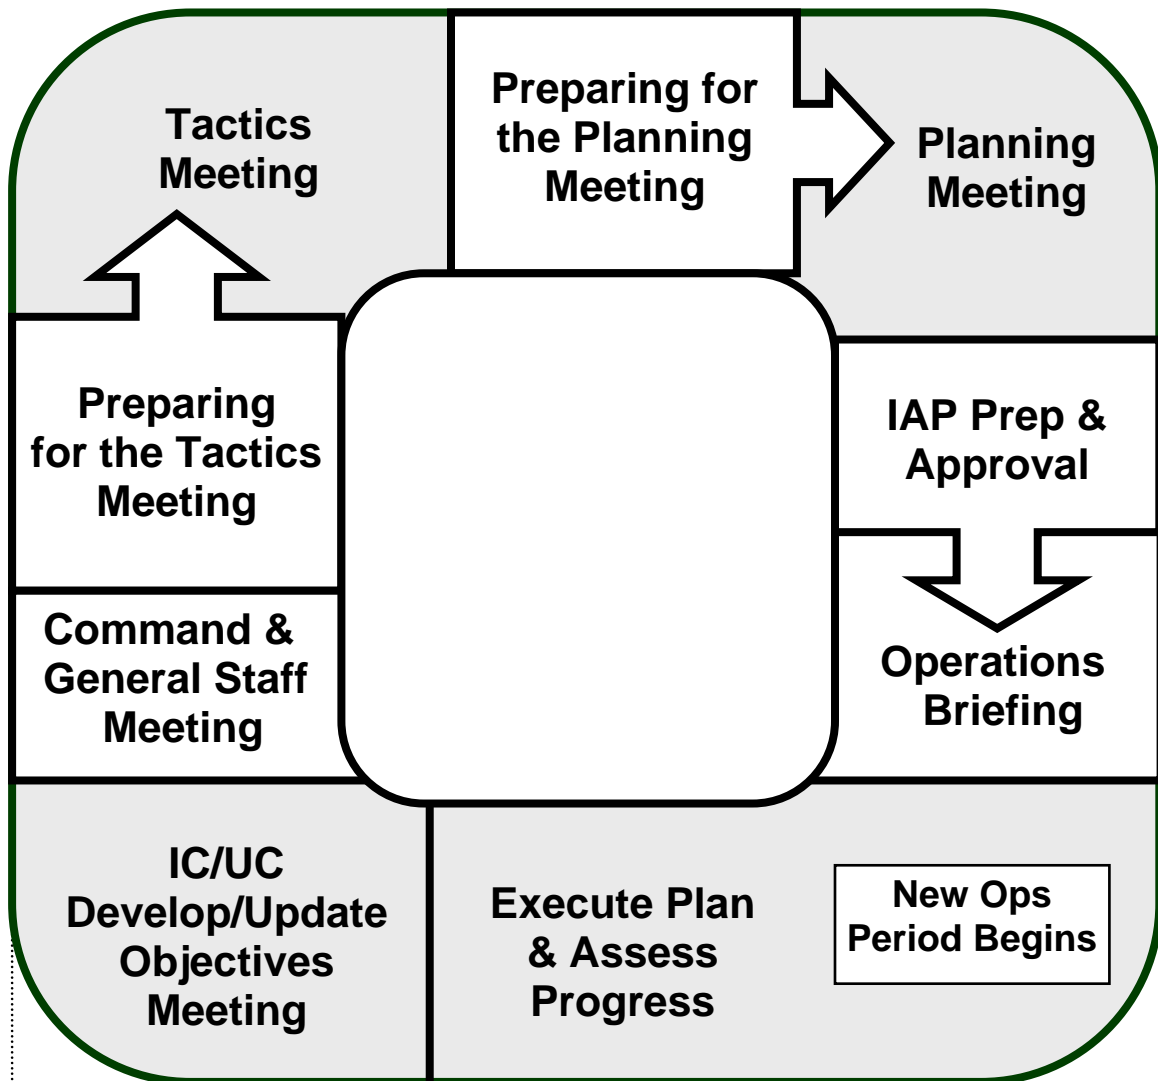 Tactics
Meeting
Preparing for
the Planning
Meeting
Planning
Meeting
Preparing
for the Tactics
Meeting
IAP Prep &
Approval
Command &
General Staff
Meeting
Operations
Briefing
IC/UC
Develop/Update
Objectives
Meeting
Execute Plan
& Assess
Progress
New Ops
Period Begins